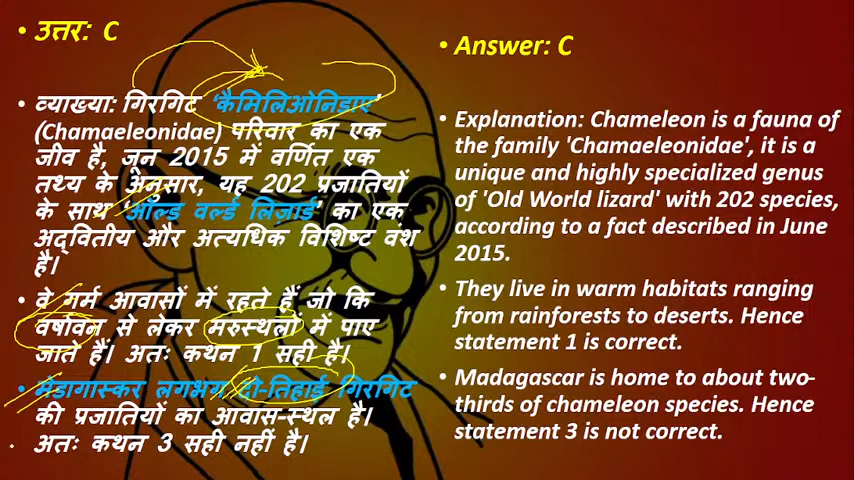 • उत्तर: C
• व्याख्या: गिरगिट 'कैमिलिओनिडाए'
(Chamaeleonidae) परिवार का एक
जीव है, जून 2015 में वर्णित एक
तथ्य के अनुसार, यह 202 प्रजातियों
के साथ 'ओल्ड वर्ल्ड लिज़ार्ड' का एक
अद्वितीय और अत्यधिक विशिष्ट वंश
है।
• वे गर्म आवासों में रहते हैं जो कि
वर्षावन से लेकर मरुस्थलों में पाए
जाते हैं। अतः कथन 1 सही है।
• मेडागास्कर लगभग दो-तिहाई गिरगिट
की प्रजातियों का आवास-स्थल है।
अतः कथन 3 सही नहीं है।
• Answer: C
• Explanation: Chameleon is a fauna of
the family 'Chamaeleonidae', it is a
unique and highly specialized genus
of 'Old World lizard' with 202 species,
according to a fact described in June
2015.
• They live in warm habitats ranging
from rainforests to deserts. Hence
statement 1 is correct.
• Madagascar is home to about two-
thirds of chameleon species. Hence
statement 3 is not correct.